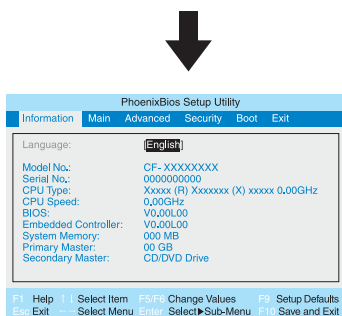 PhoenixBios Setup Utility
Information Main Advanced Security Boot Exit
Language: [English]
Model No.: CF- XXXXXXXX
Serial No.: 0000000000
CPU Type: Xxxxx (R) Xxxxxxx (X) xxxxx 0.00GHz
CPU Speed: 0.00GHz
BIOS: V0.00L00
Embedded Controller: V0.00L00
System Memory: 000 MB
Primary Master: 00 GB
Secondary Master: CD/DVD Drive
F1 Help ↑↓ Select Item F5/F6 Change Values F9 Setup Defaults
Esc Exit ←→ Select Menu Enter Select▶Sub-Menu F10 Save and Exit